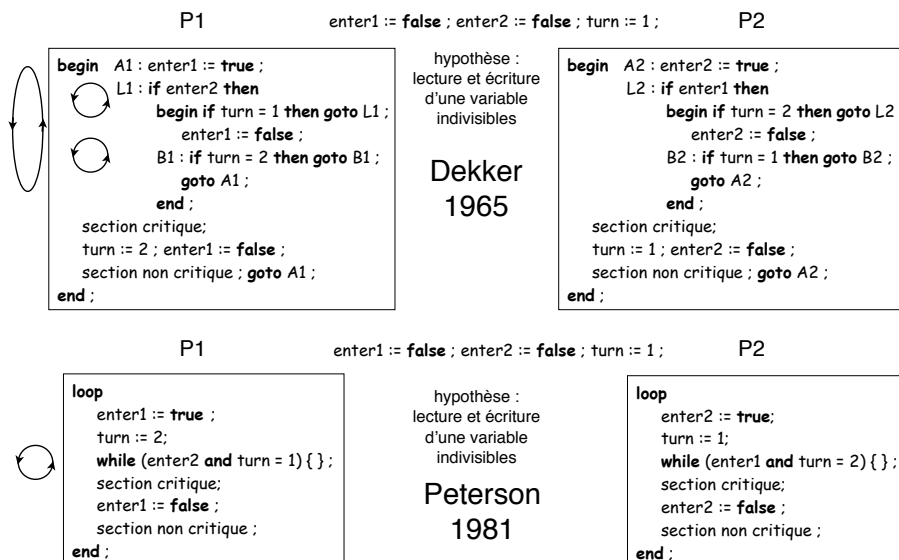 P1
enter1 := false ; enter2 := false ; turn := 1 ;
P2
begin A1 : enter1 := true ;
L1 : if enter2 then
begin if turn = 1 then goto L1 ;
enter1 := false ;
B1 : if turn = 2 then goto B1 ;
goto A1 ;
end ;
section critique;
turn := 2 ; enter1 := false ;
section non critique ; goto A1 ;
end ;
hypothèse :
lecture et écriture
d'une variable
indivisibles
Dekker
1965
begin A2 : enter2 := true ;
L2 : if enter1 then
begin if turn = 2 then goto L2
enter2 := false ;
B2 : if turn = 1 then goto B2 ;
goto A2 ;
end ;
section critique;
turn := 1 ; enter2 := false ;
section non critique ; goto A2 ;
end ;
P1
enter1 := false ; enter2 := false ; turn := 1 ;
P2
loop
enter1 := true ;
turn := 2;
while (enter2 and turn = 1) { } ;
section critique;
enter1 := false ;
section non critique ;
end ;
hypothèse :
lecture et écriture
d'une variable
indivisibles
Peterson
1981
loop
enter2 := true;
turn := 1;
while (enter1 and turn = 2) { } ;
section critique;
enter2 := false ;
section non critique ;
end ;